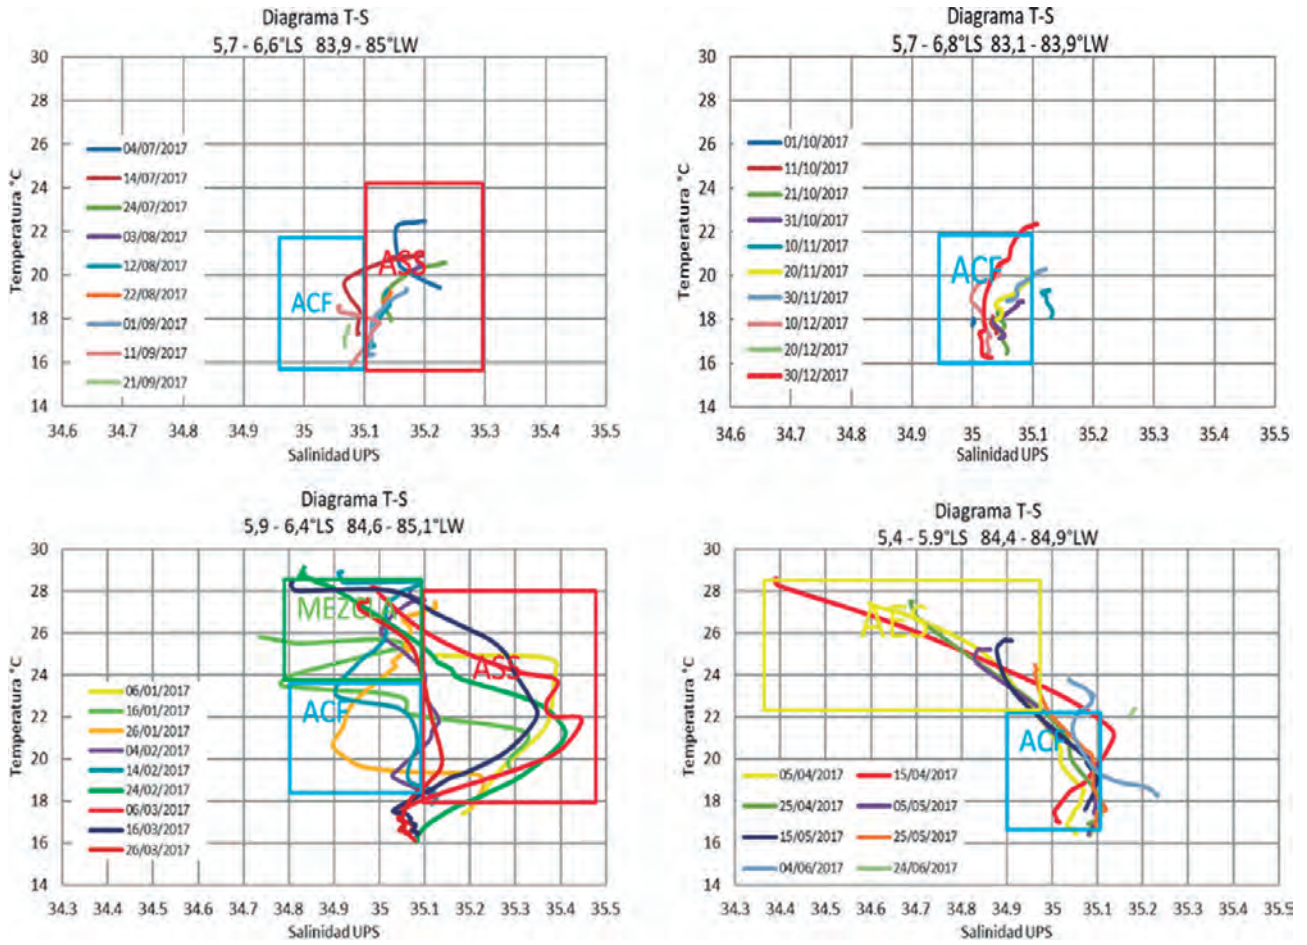 Diagrama T-S
5,7 - 6,6°LS 83,9 - 85°LW
Temperatura °C
30
28
26
24
22
20
18
16
14
04/07/2017
14/07/2017
24/07/2017
03/08/2017
12/08/2017
22/08/2017
01/09/2017
11/09/2017
21/09/2017
ACF
ASS
34.6 34.7 34.8 34.9 35 35.1 35.2 35.3 35.4 35.5
Salinidad UPS
Diagrama T-S
5,7 - 6,8°LS 83,1 - 83,9°LW
Temperatura °C
30
28
26
24
22
20
18
16
14
01/10/2017
11/10/2017
21/10/2017
31/10/2017
10/11/2017
20/11/2017
30/11/2017
10/12/2017
20/12/2017
30/12/2017
ACF
34.6 34.7 34.8 34.9 35 35.1 35.2 35.3 35.4 35.5
Salinidad UPS
Diagrama T-S
5,9 - 6,4°LS 84,6 - 85,1°LW
Temperatura °C
30
28
26
24
22
20
18
16
14
MEZCLA
ASS
ACF
06/01/2017
16/01/2017
26/01/2017
04/02/2017
14/02/2017
24/02/2017
06/03/2017
16/03/2017
26/03/2017
34.3 34.4 34.5 34.6 34.7 34.8 34.9 35 35.1 35.2 35.3 35.4 35.5
Salinidad UPS
Diagrama T-S
5,4 - 5.9°LS 84,4 - 84,9°LW
Temperatura °C
30
28
26
24
22
20
18
16
14
AES
ACF
05/04/2017 15/04/2017
25/04/2017 05/05/2017
15/05/2017 25/05/2017
04/06/2017 24/06/2017
34.3 34.4 34.5 34.6 34.7 34.8 34.9 35 35.1 35.2 35.3 35.4 35.5
Salinidad UPS